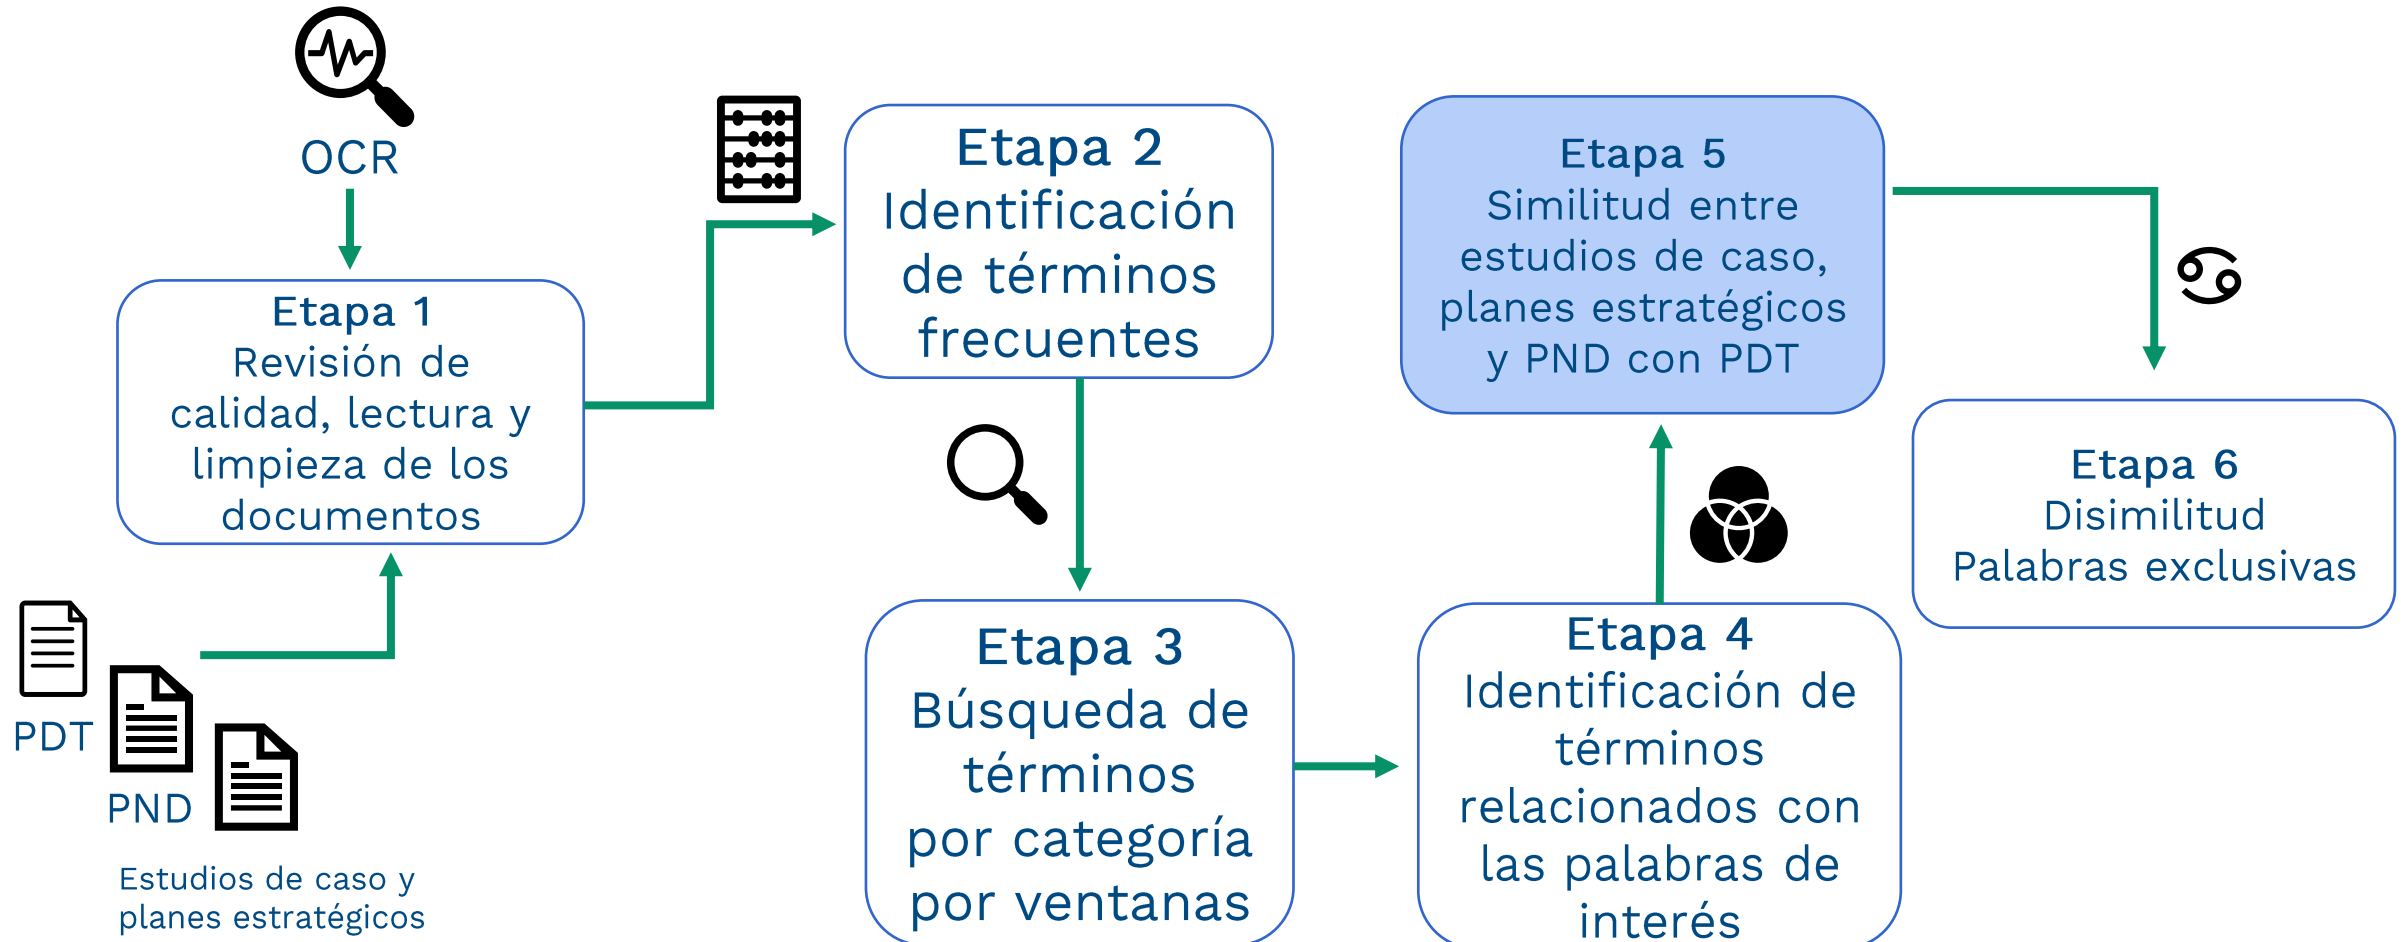 OCR
Etapa 1
Revisión de
calidad, lectura y
limpieza de los
documentos
PDT
PND
Estudios de caso y
planes estratégicos
Etapa 2
Identificación
de términos
frecuentes
Etapa 3
Búsqueda de
términos
por categoría
por ventanas
Etapa 4
Identificación de
términos
relacionados con
las palabras de
interés
Etapa 5
Similitud entre
estudios de caso,
planes estratégicos
y PND con PDT
Etapa 6
Disimilitud
Palabras exclusivas